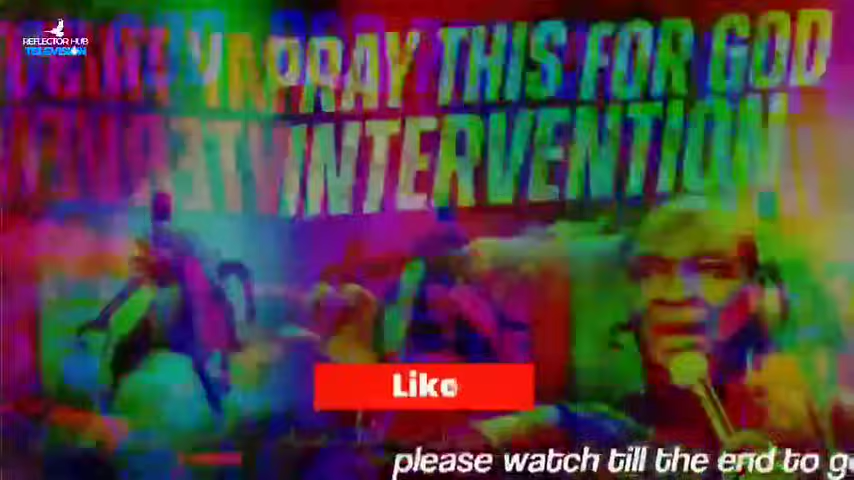 REFLECTOR HUB
TELEVISION
PRAY THIS FOR GOD
INTERVENTION
Like
please watch till the end to g